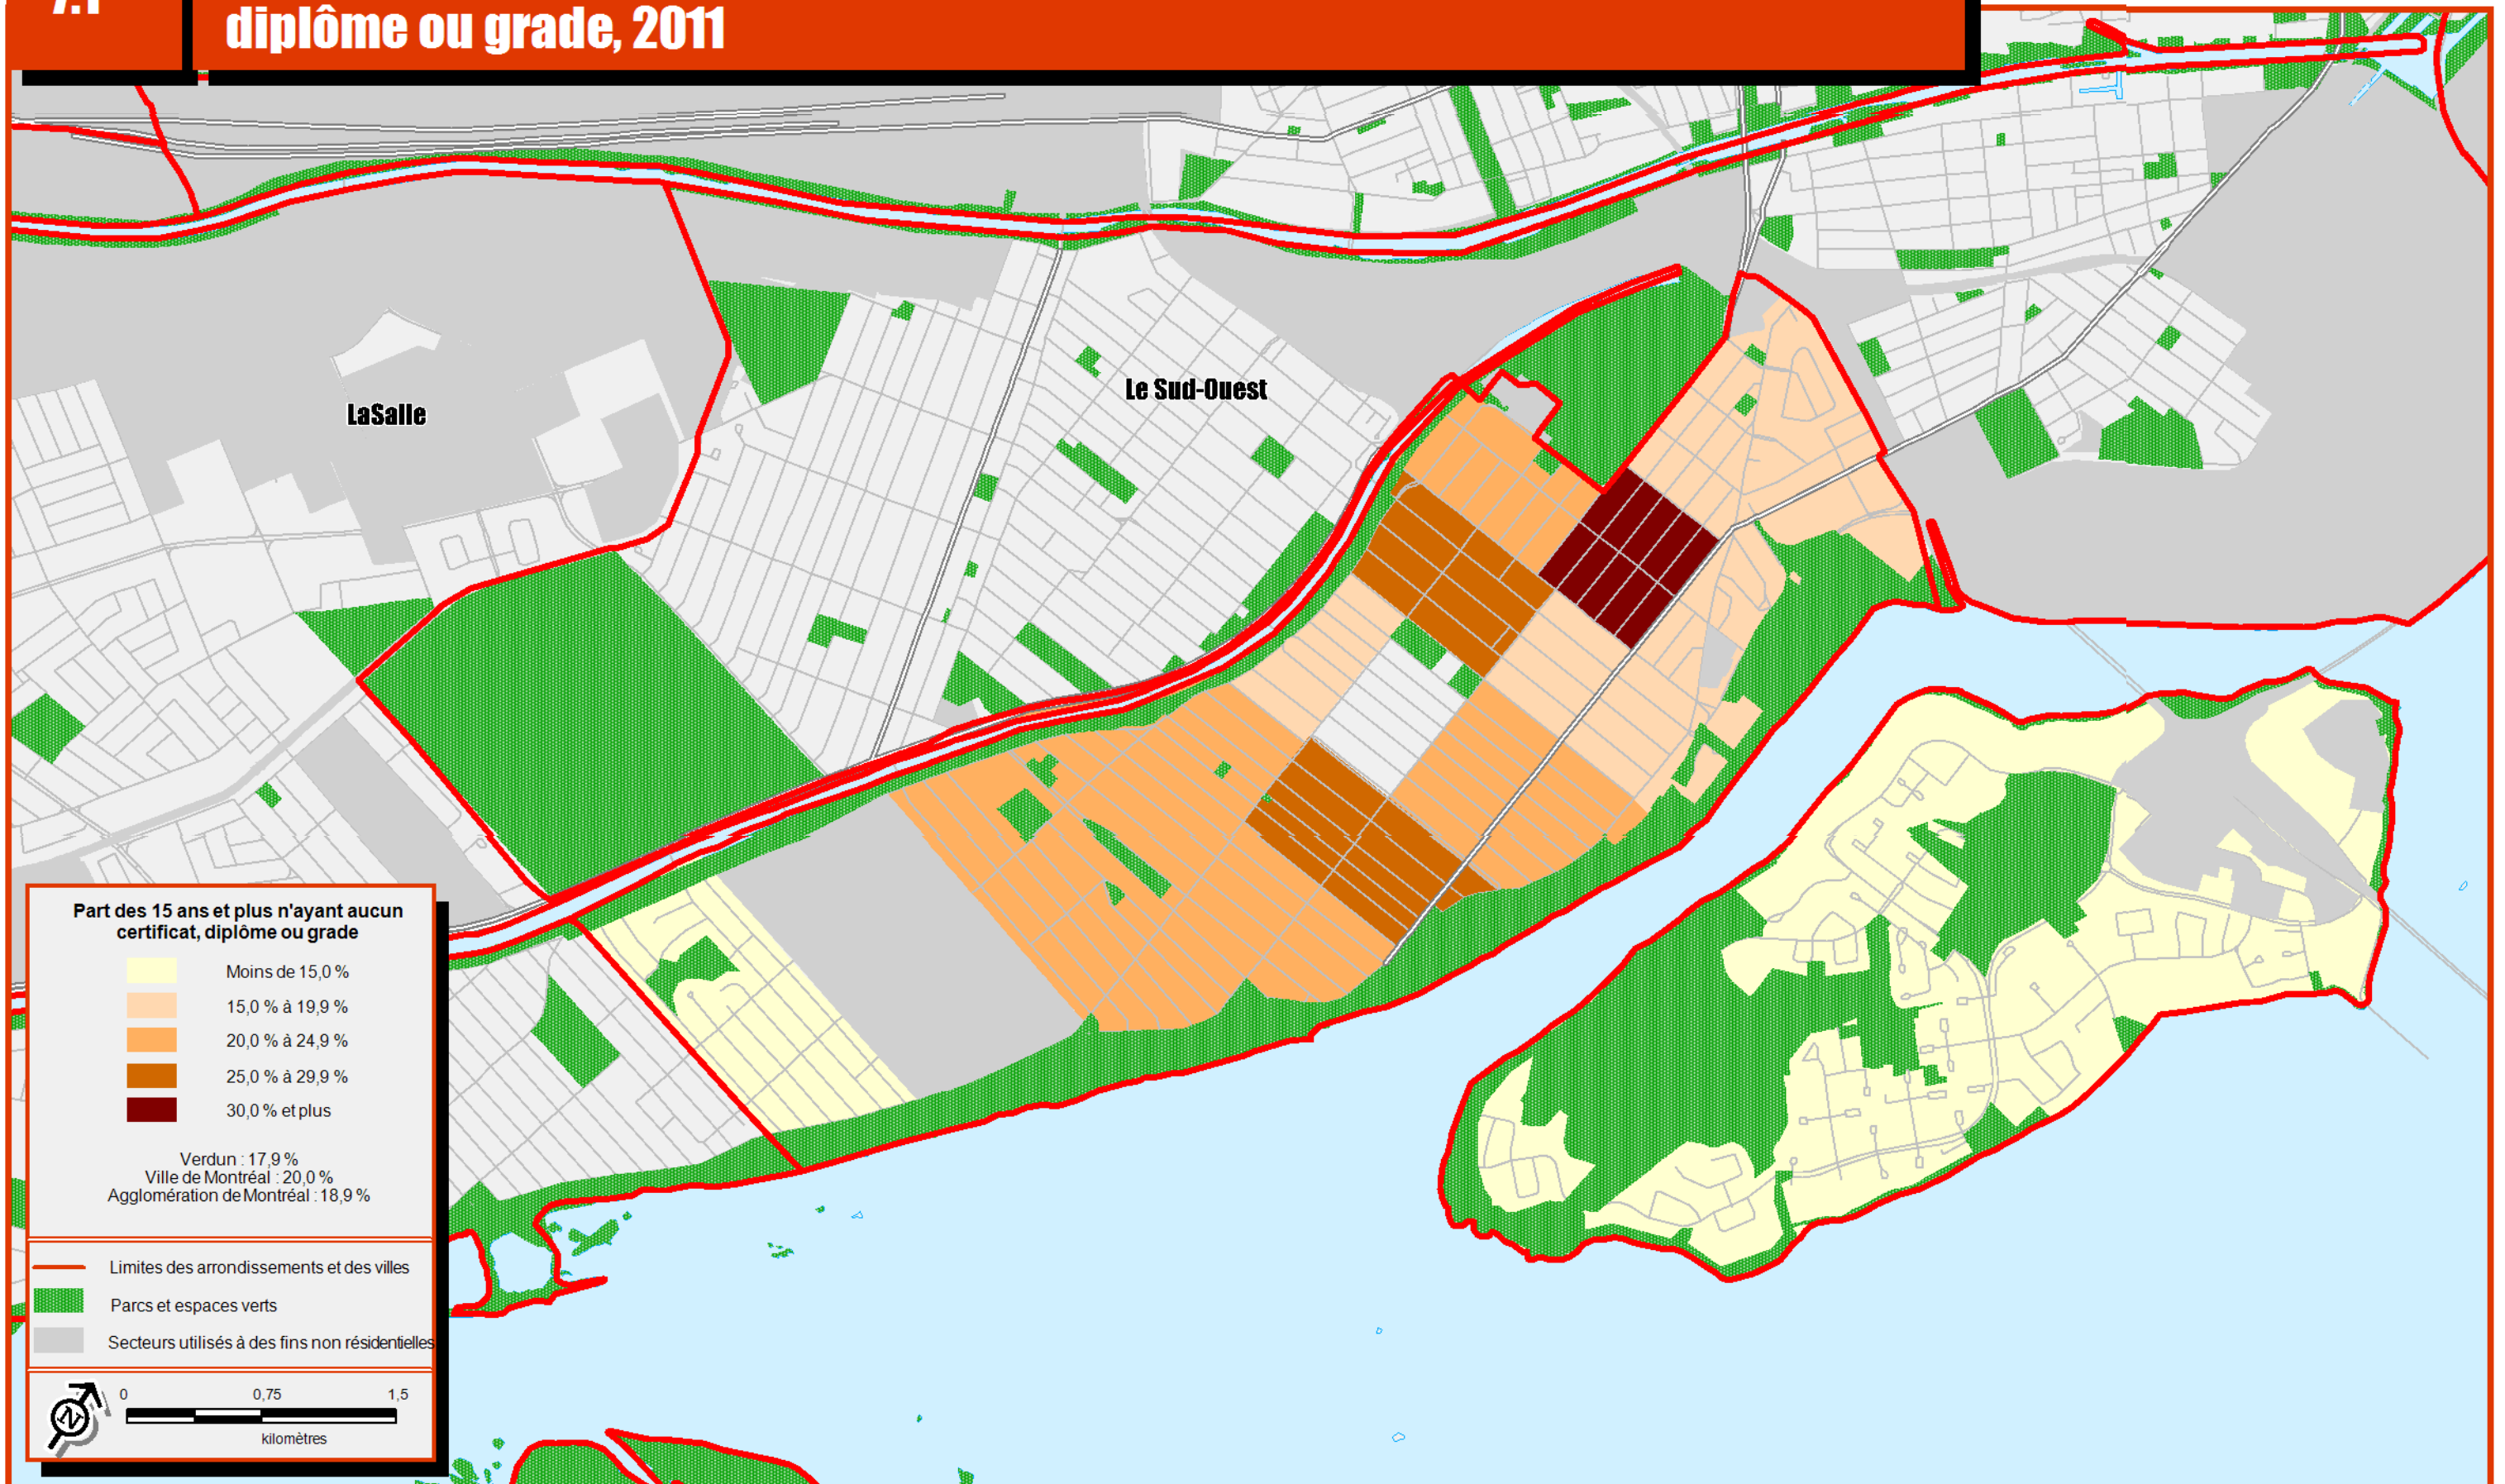 diplôme ou grade, 2011
LaSalle
Le Sud-Ouest
Part des 15 ans et plus n'ayant aucun
certificat, diplôme ou grade
Moins de 15,0 %
15,0 % à 19,9 %
20,0 % à 24,9 %
25,0 % à 29,9 %
30,0 % et plus
Verdun : 17,9 %
Ville de Montréal : 20,0 %
Agglomération de Montréal : 18,9 %
Limites des arrondissements et des villes
Parcs et espaces verts
Secteurs utilisés à des fins non résidentielles
N
0 0,75 1,5
kilomètres